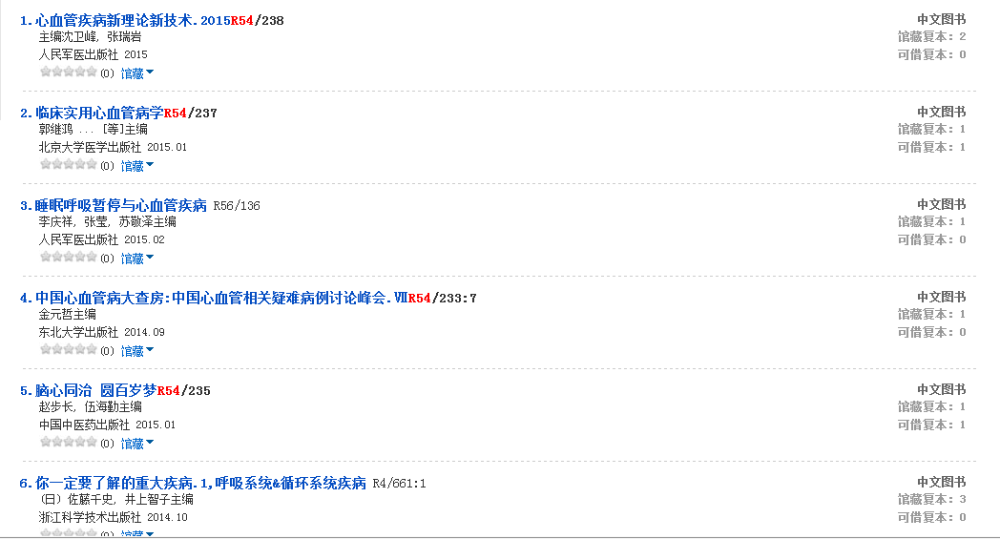 1.心血管疾病新理论新技术.2015R54/238 中文图书
主编沈卫峰, 张瑞岩 馆藏复本: 2
人民军医出版社 2015 可借复本: 0
(0) 馆藏
2.临床实用心血管病学R54/237 中文图书
郭继鸿 ... [等]主编 馆藏复本: 1
北京大学医学出版社 2015.01 可借复本: 1
(0) 馆藏
3.睡眠呼吸暂停与心血管疾病 R56/136 中文图书
李庆祥, 张莹, 苏敬泽主编 馆藏复本: 1
人民军医出版社 2015.02 可借复本: 0
(0) 馆藏
4.中国心血管病大查房:中国心血管相关疑难病例讨论峰会.ⅦR54/233:7 中文图书
金元哲主编 馆藏复本: 1
东北大学出版社 2014.09 可借复本: 0
(0) 馆藏
5.脑心同治 圆百岁梦R54/235 中文图书
赵步长, 伍海勤主编 馆藏复本: 1
中国中医药出版社 2015.01 可借复本: 1
(0) 馆藏
6.你一定要了解的重大疾病.1,呼吸系统&循环系统疾病 R4/661:1 中文图书
(日) 佐藤千史, 井上智子主编 馆藏复本: 3
浙江科学技术出版社 2014.10 可借复本: 0
(0) 馆藏